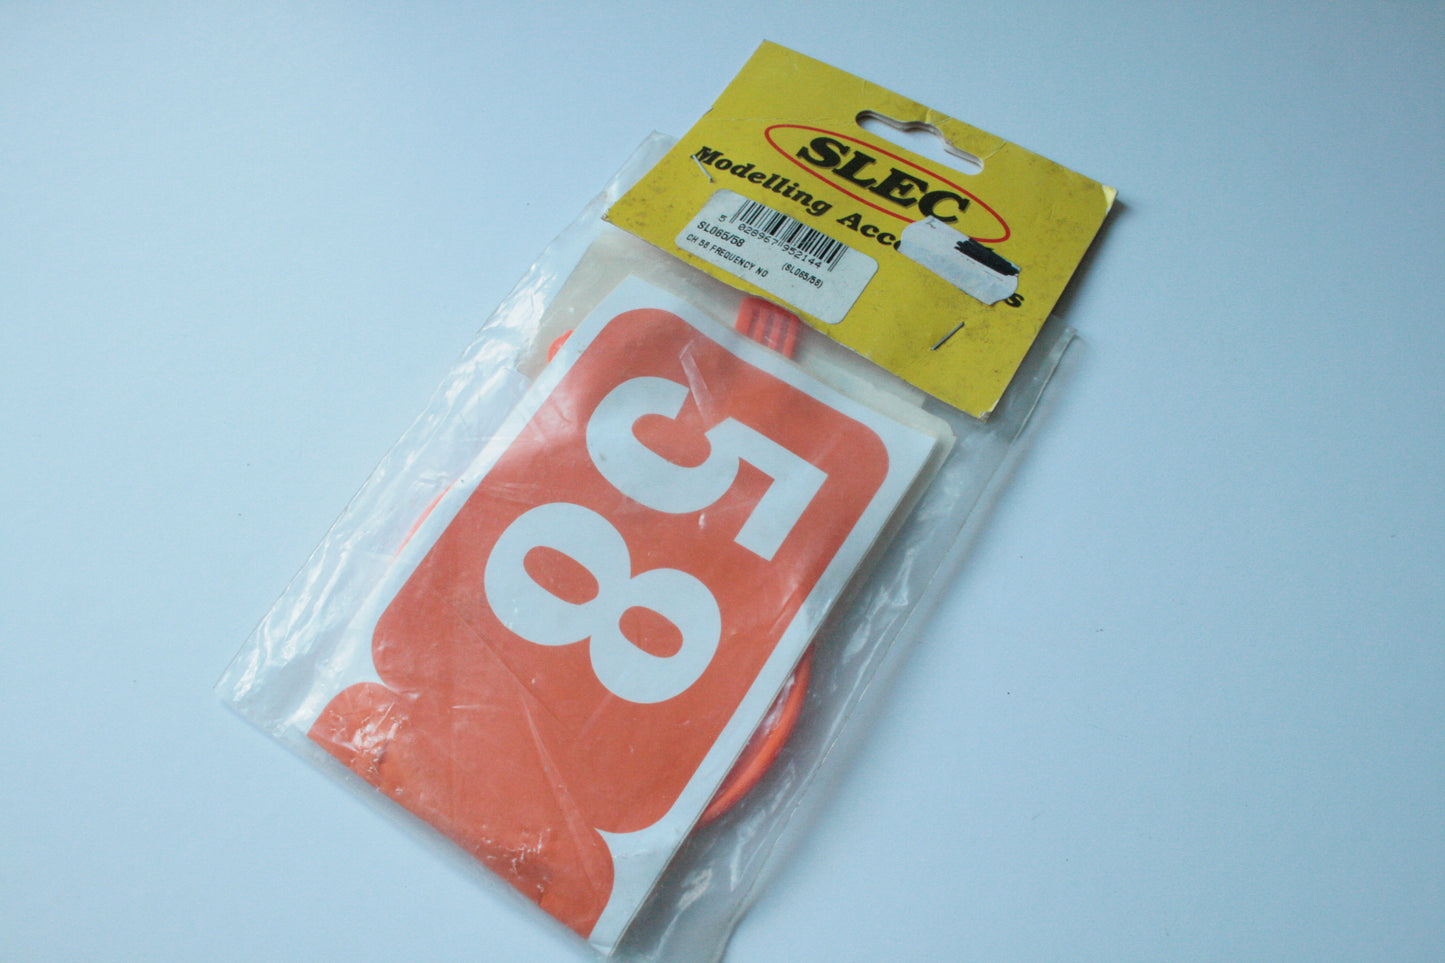 SLEC
Modelling Acc s
5 028967 952144
SL065/58
CH 58 FREQUENCY NO (SL065/58)
58